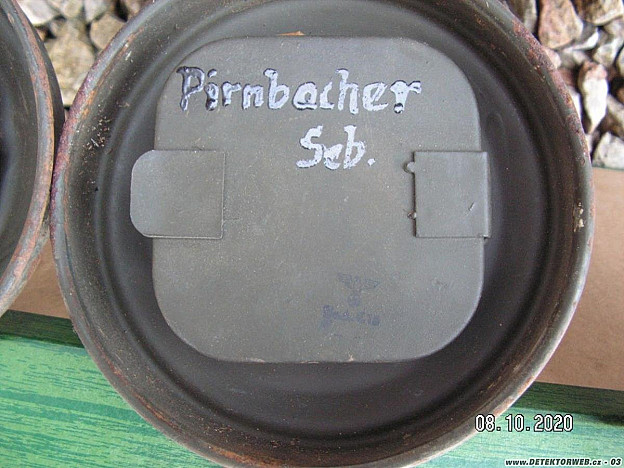 Pirnbacher
Seb.
08.10.2020
www.DETEKTORWEB.cz - 03